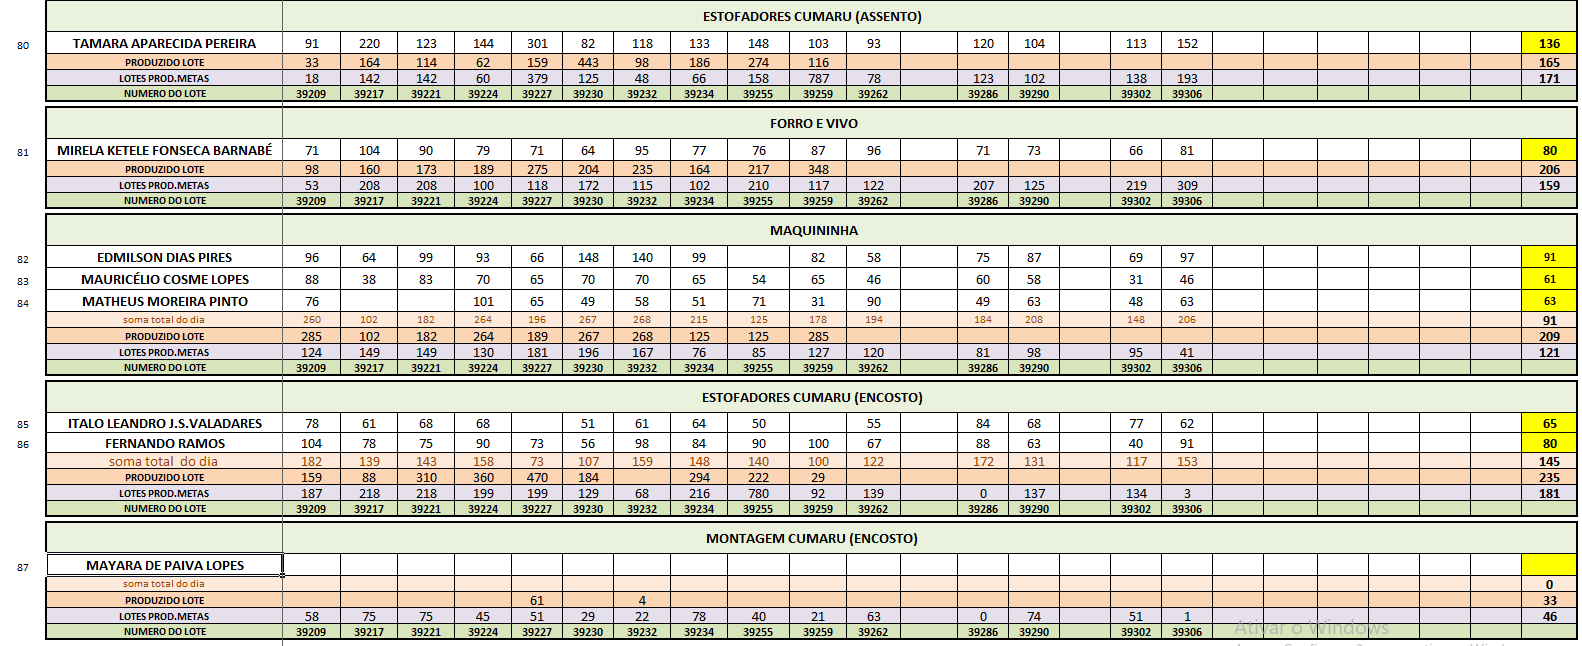 ESTOFADORES CUMARU (ASSENTO)
80 TAMARA APARECIDA PEREIRA 91 220 123 144 301 82 118 133 148 103 93 120 104 113 152 136
PRODUZIDO LOTE 33 164 114 62 159 443 98 186 274 116 165
LOTES PROD.METAS 18 142 142 60 379 125 48 66 158 787 78 123 102 138 193 171
NUMERO DO LOTE 39209 39217 39221 39224 39227 39230 39232 39234 39255 39259 39262 39286 39290 39302 39306
FORRO E VIVO
81 MIRELA KETELE FONSECA BARNABÉ 71 104 90 79 71 64 95 77 76 87 96 71 73 66 81 80
PRODUZIDO LOTE 98 160 173 189 275 204 235 164 217 348 206
LOTES PROD.METAS 53 208 208 100 118 172 115 102 210 117 122 207 125 219 309 159
NUMERO DO LOTE 39209 39217 39221 39224 39227 39230 39232 39234 39255 39259 39262 39286 39290 39302 39306
MAQUININHA
82 EDMILSON DIAS PIRES 96 64 99 93 66 148 140 99 82 58 75 87 69 97 91
83 MAURICÉLIO COSME LOPES 88 38 83 70 65 70 70 65 54 65 46 60 58 31 46 61
84 MATHEUS MOREIRA PINTO 76 101 65 49 58 51 71 31 90 49 63 48 63 63
soma total do dia 260 102 182 264 196 267 268 215 125 178 194 184 208 148 206 91
PRODUZIDO LOTE 285 102 182 264 189 267 268 125 125 285 209
LOTES PROD.METAS 124 149 149 130 181 196 167 76 85 127 120 81 98 95 41 121
NUMERO DO LOTE 39209 39217 39221 39224 39227 39230 39232 39234 39255 39259 39262 39286 39290 39302 39306
ESTOFADORES CUMARU (ENCOSTO)
85 ITALO LEANDRO J.S.VALADARES 78 61 68 68 51 61 64 50 55 84 68 77 62 65
86 FERNANDO RAMOS 104 78 75 90 73 56 98 84 90 100 67 88 63 40 91 80
soma total do dia 182 139 143 158 73 107 159 148 140 100 122 172 131 117 153 145
PRODUZIDO LOTE 159 88 310 360 470 184 294 222 29 235
LOTES PROD.METAS 187 218 218 199 199 129 68 216 780 92 139 0 137 134 3 181
NUMERO DO LOTE 39209 39217 39221 39224 39227 39230 39232 39234 39255 39259 39262 39286 39290 39302 39306
MONTAGEM CUMARU (ENCOSTO)
87 MAYARA DE PAIVA LOPES
soma total do dia 0
PRODUZIDO LOTE 61 4 33
LOTES PROD.METAS 58 75 75 45 51 29 22 78 40 21 63 0 74 51 1 46
NUMERO DO LOTE 39209 39217 39221 39224 39227 39230 39232 39234 39255 39259 39262 39286 39290 39302 39306
Ativar o Windows